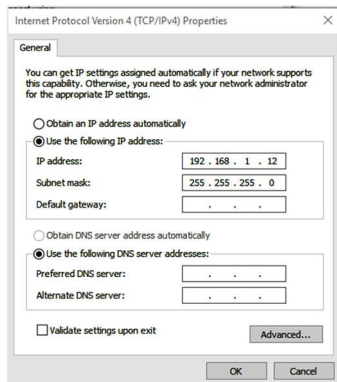 Internet Protocol Version 4 (TCP/IPv4) Properties
General
You can get IP settings assigned automatically if your network supports
this capability. Otherwise, you need to ask your network administrator
for the appropriate IP settings.
Obtain an IP address automatically
Use the following IP address:
IP address: 192 . 168 . 1 . 12
Subnet mask: 255 . 255 . 255 . 0
Default gateway: . . .
Obtain DNS server address automatically
Use the following DNS server addresses:
Preferred DNS server: . . .
Alternate DNS server: . . .
Validate settings upon exit
Advanced...
OK Cancel